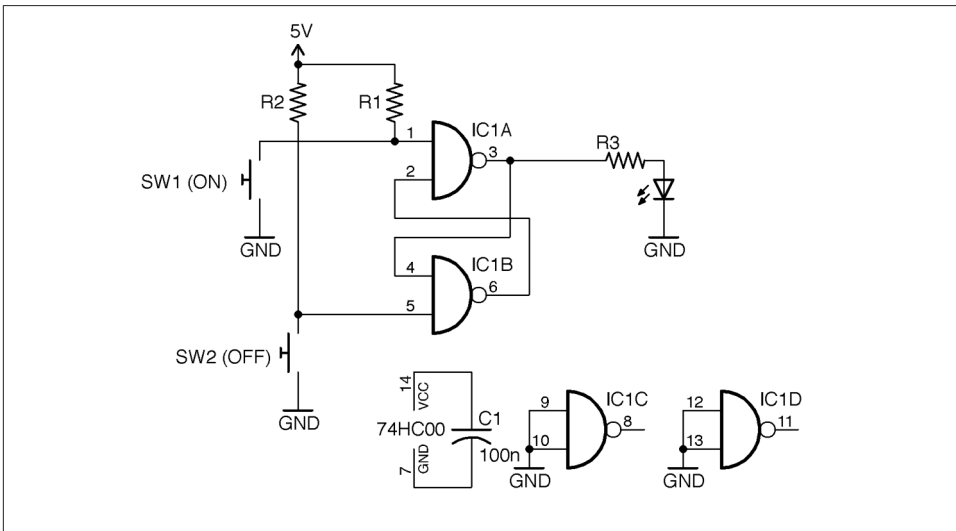 5V
R2
R1
IC1A
1
2
3
R3
SW1 (ON)
GND
GND
IC1B
4
5
6
SW2 (OFF)
GND
14
VCC
74HC00
C1
100n
7
GND
9
10
8
IC1C
GND
12
13
11
IC1D
GND